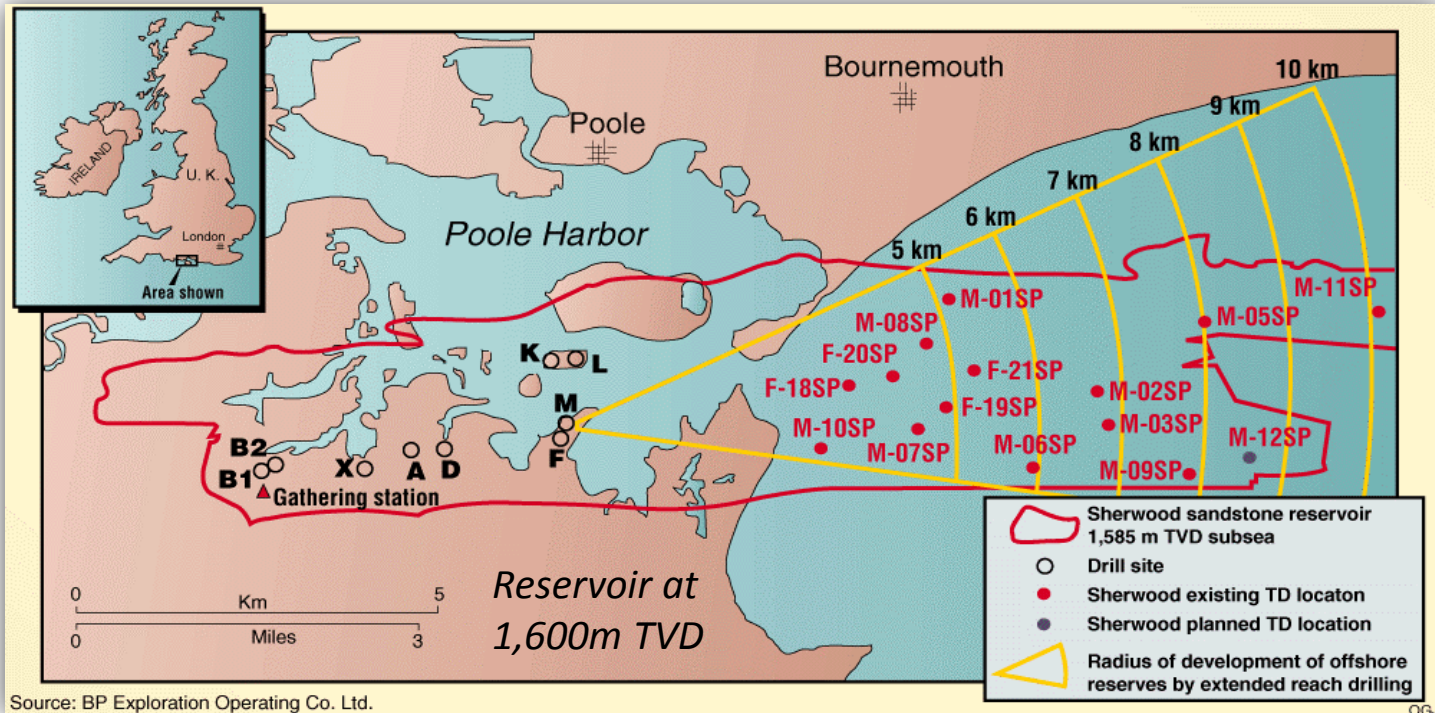 IRELAND
U. K.
London
Area shown
Bournemouth
Poole
Poole Harbor
10 km
9 km
8 km
7 km
6 km
5 km
M-11SP
M-01SP
M-05SP
M-08SP
F-20SP
F-21SP
F-18SP
M-02SP
F-19SP
M-03SP
M-10SP
M-07SP
M-06SP
M-12SP
M-09SP
K
L
M
F
B2
B1
X
A
D
Gathering station
0
5
Km
0
3
Miles
Reservoir at
1,600m TVD
Sherwood sandstone reservoir
1,585 m TVD subsea
Drill site
Sherwood existing TD locaton
Sherwood planned TD location
Radius of development of offshore
reserves by extended reach drilling
Source: BP Exploration Operating Co. Ltd.
OG